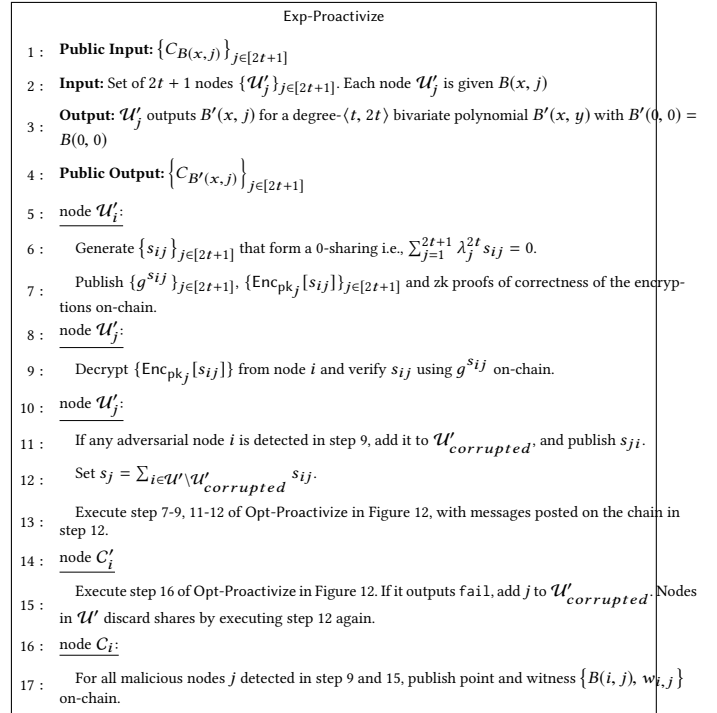 Exp-Proactivize
1 : Public Input: {C_{B(x,j)}}_{j∈[2t+1]}
2 : Input: Set of 2t + 1 nodes {𝒰′_j}_{j∈[2t+1]}. Each node 𝒰′_j is given B(x, j)
3 : Output: 𝒰′_j outputs B′(x, j) for a degree-⟨t, 2t⟩ bivariate polynomial B′(x, y) with B′(0, 0) =
B(0, 0)
4 : Public Output: {C_{B′(x,j)}}_{j∈[2t+1]}
5 : node 𝒰′_i:
6 : Generate {s_{ij}}_{j∈[2t+1]} that form a 0-sharing i.e., ∑_{j=1}^{2t+1} λ_j^{2t} s_{ij} = 0.
7 : Publish {g^{s_{ij}}}_{j∈[2t+1]}, {Enc_{pk_j}[s_{ij}]}_{j∈[2t+1]} and zk proofs of correctness of the encryp-
tions on-chain.
8 : node 𝒰′_j:
9 : Decrypt {Enc_{pk_j}[s_{ij}]} from node i and verify s_{ij} using g^{s_{ij}} on-chain.
10 : node 𝒰′_j:
11 : If any adversarial node i is detected in step 9, add it to 𝒰′_{corrupted}, and publish s_{ji}.
12 : Set s_j = ∑_{i∈𝒰′\𝒰′_{corrupted}} s_{ij}.
13 : Execute step 7-9, 11-12 of Opt-Proactivize in Figure 12, with messages posted on the chain in
step 12.
14 : node C′_i
15 : Execute step 16 of Opt-Proactivize in Figure 12. If it outputs fail, add j to 𝒰′_{corrupted}. Nodes
in 𝒰′ discard shares by executing step 12 again.
16 : node C_i:
17 : For all malicious nodes j detected in step 9 and 15, publish point and witness {B(i, j), w_{i,j}}
on-chain.